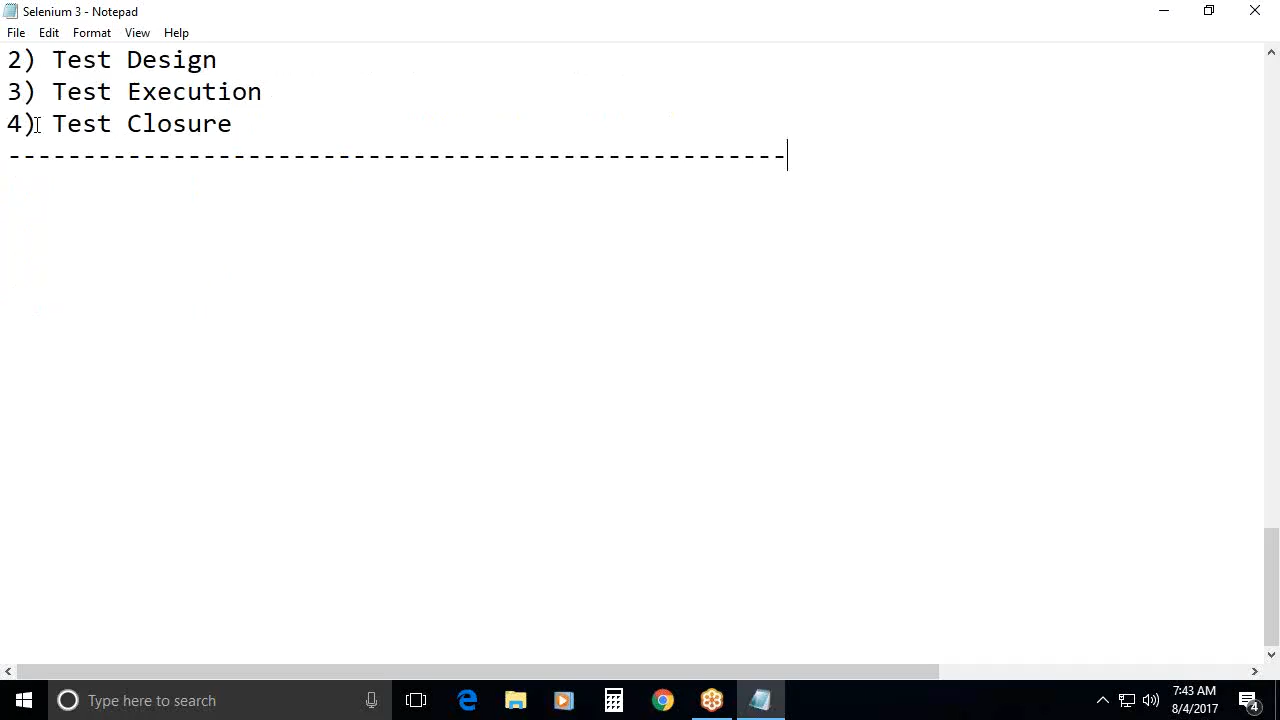 Selenium 3 - Notepad
File Edit Format View Help
2) Test Design
3) Test Execution
4) Test Closure
----------------------------------------------------
Type here to search
7:43 AM
8/4/2017
4